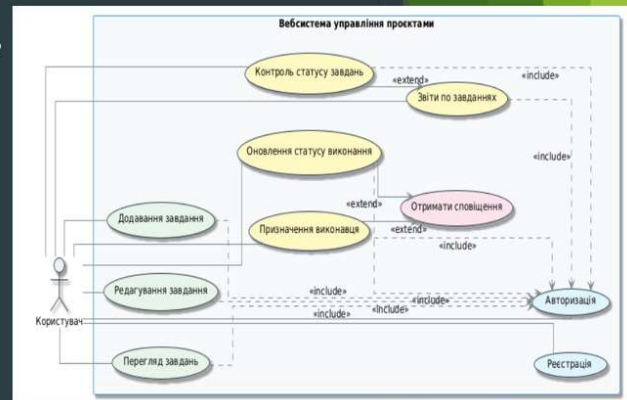 Вебсистема управління проєктами
Контроль статусу завдань
«extend»
«include»
Звіти по завданнях
Оновлення статусу виконання
«include»
«extend»
Отримати сповіщення
Додавання завдання
Призначення виконавця
«extend»
«include»
Редагування завдання
«include»
«include»
Авторизація
Користувач
«include»
«include»
Перегляд завдань
Реєстрація